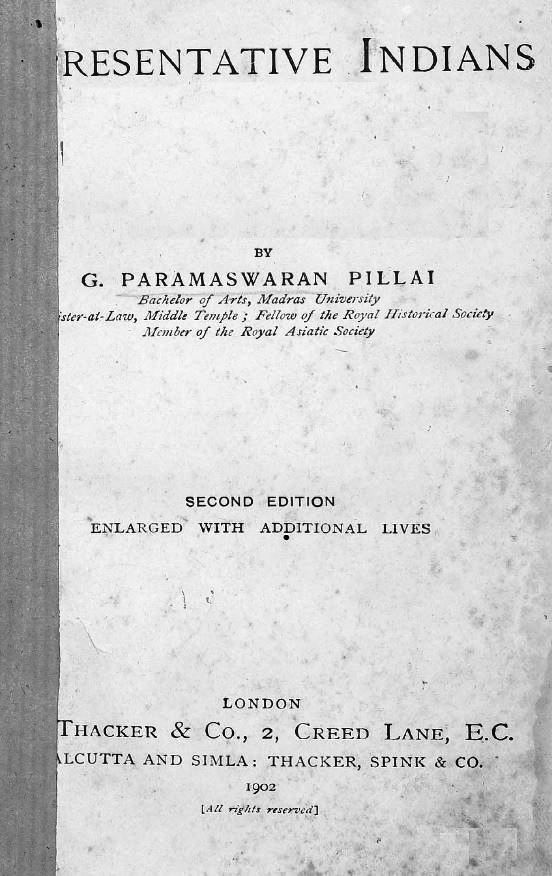 RESENTATIVE INDIANS
BY
G. PARAMASWARAN PILLAI
Bachelor of Arts, Madras University
ister-at-Law, Middle Temple ; Fellow of the Royal Historical Society
Member of the Royal Asiatic Society
SECOND EDITION
ENLARGED WITH ADDITIONAL LIVES
LONDON
THACKER & CO., 2, CREED LANE, E.C.
ALCUTTA AND SIMLA: THACKER, SPINK & CO.
1902
[All rights reserved]